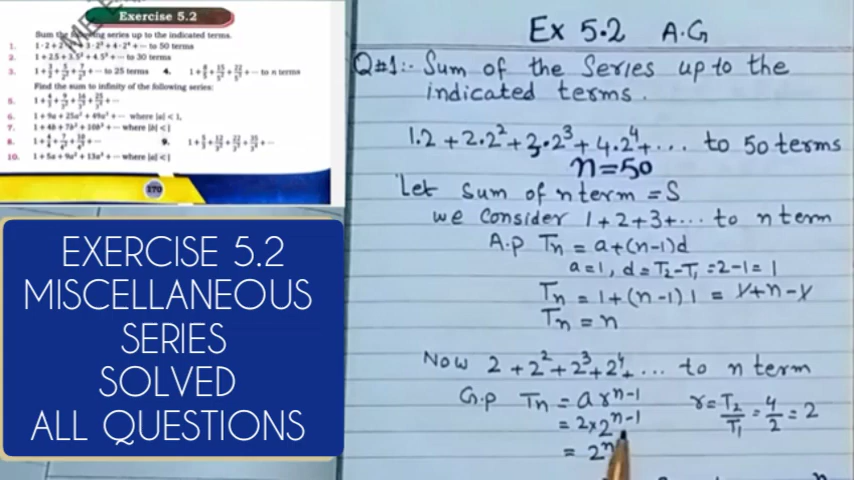 Exercise 5.2
Sum the following series up to the indicated terms.
1. 1·2 + 2·2² + 3·2³ + 4·2⁴ + ··· to 50 terms
2. 1 + 2.5 + 3.5² + 4.5³ + ··· to 30 terms
3. ··· to 25 terms 4. ··· to n terms
Find the sum to infinity of the following series:
5.
6. 1 + 9a + 25a² + 49a³ + ··· where |a| < 1,
7. 1 + 4b + 7b² + 10b³ + ··· where |b| < 1
8. 9.
10. 1 + 5a + 9a² + 13a³ + ··· where |a| < 1
170
EXERCISE 5.2
MISCELLANEOUS
SERIES
SOLVED
ALL QUESTIONS
Ex 5.2 A.G
Q#1:- Sum of the Series up to the
indicated terms.
1.2 + 2.2² + 3.2³ + 4.2⁴ + .... to 50 terms
n = 50
Let sum of n term = S
we Consider 1+2+3+... to n term
A.p Tn = a+(n-1)d
a=1, d=T₂-T₁ = 2-1 = 1
Tn = 1+(n-1)1 = 1+n-1
Tn = n
Now 2+2²+2³+2⁴+... to n term
G.p Tn = a rⁿ⁻¹ r = T₂/T₁ = 4/2 = 2
= 2×2ⁿ⁻¹
= 2ⁿ